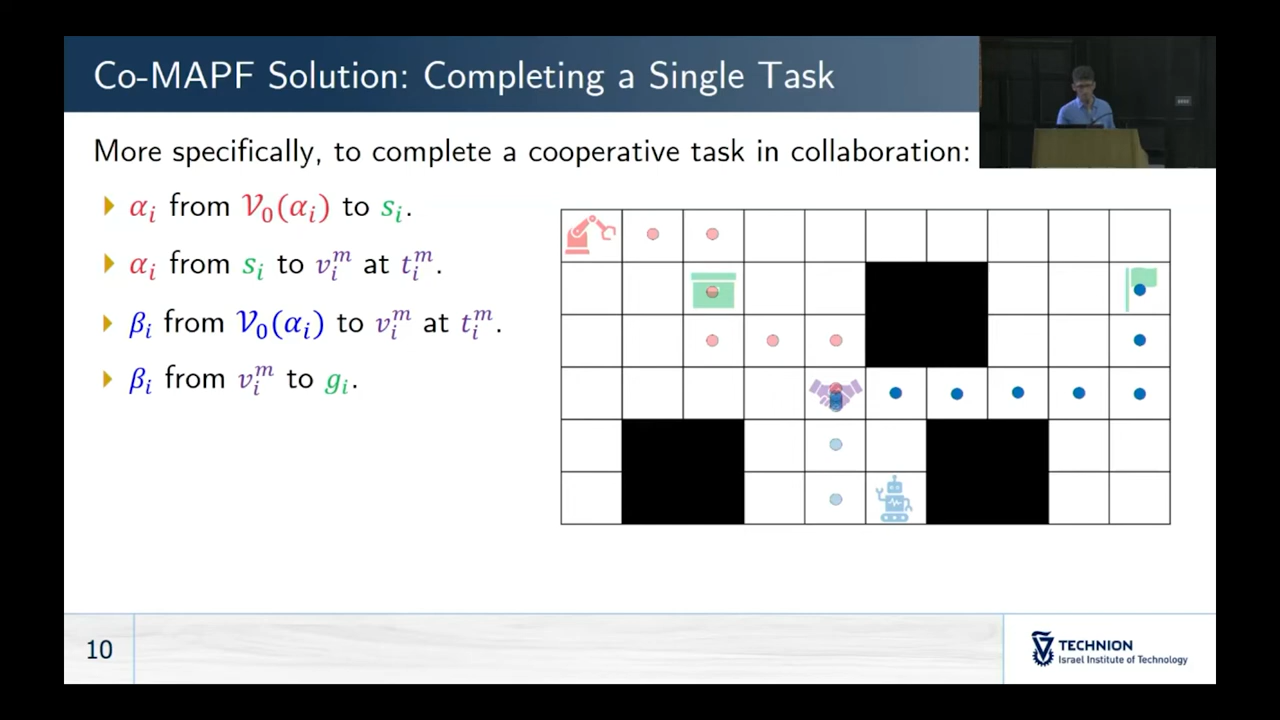 Co-MAPF Solution: Completing a Single Task
More specifically, to complete a cooperative task in collaboration:
αᵢ from 𝒱₀(αᵢ) to sᵢ.
αᵢ from sᵢ to vᵢᵐ at tᵢᵐ.
βᵢ from 𝒱₀(αᵢ) to vᵢᵐ at tᵢᵐ.
βᵢ from vᵢᵐ to gᵢ.
10
TECHNION
Israel Institute of Technology